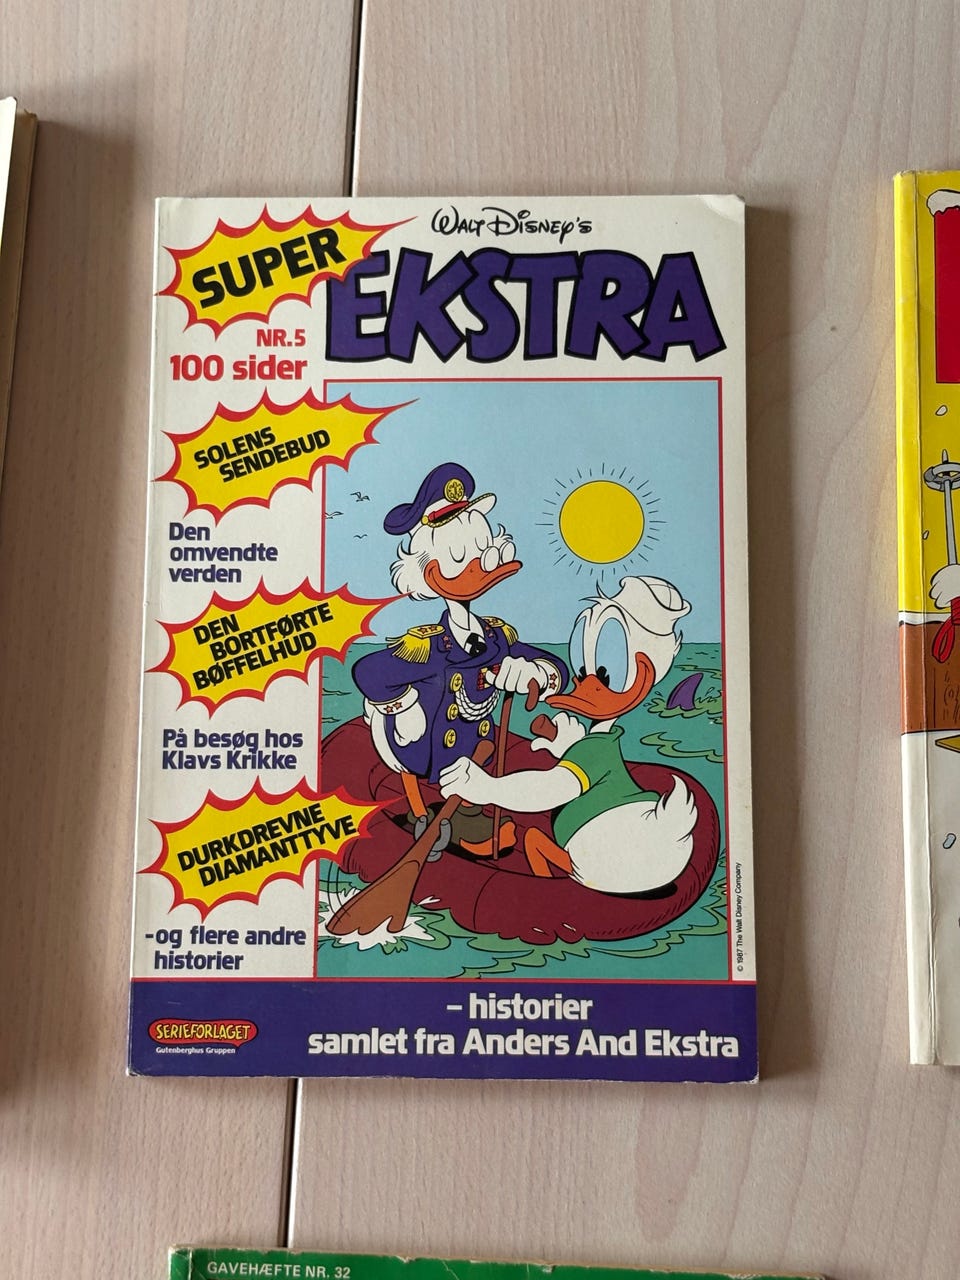 WALT DISNEY'S
SUPER
EKSTRA
NR.5
100 sider
SOLENS
SENDEBUD
Den
omvendte
verden
DEN
BORTFØRTE
BØFFELHUD
På besøg hos
Klavs Krikke
DURKDREVNE
DIAMANTTYVE
-og flere andre
historier
© 1987 The Walt Disney Company
SERIEFORLAGET
Gutenberghus Gruppen
– historier
samlet fra Anders And Ekstra
GAVEHÆFTE NR. 32